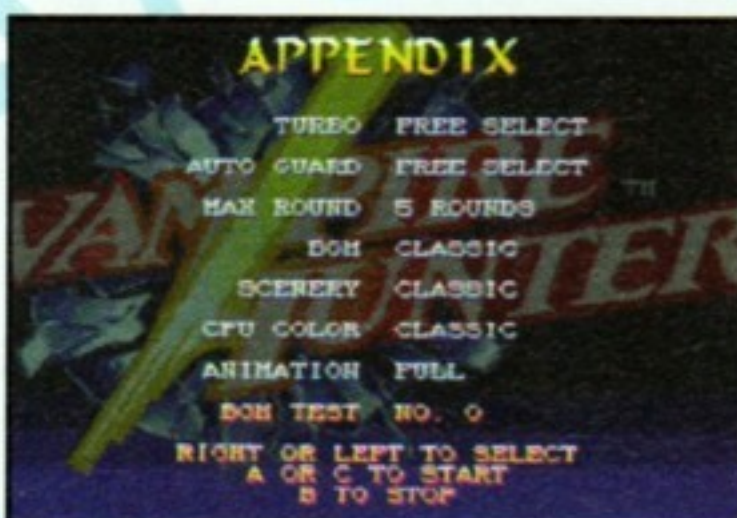 APPENDIX
TURBO FREE SELECT
AUTO GUARD FREE SELECT
MAX ROUND 5 ROUNDS
BGM CLASSIC
SCENERY CLASSIC
CPU COLOR CLASSIC
ANIMATION FULL
BGM TEST NO. 0
RIGHT OR LEFT TO SELECT
A OR C TO START
B TO STOP
VAMPIRE TM
HUNTER